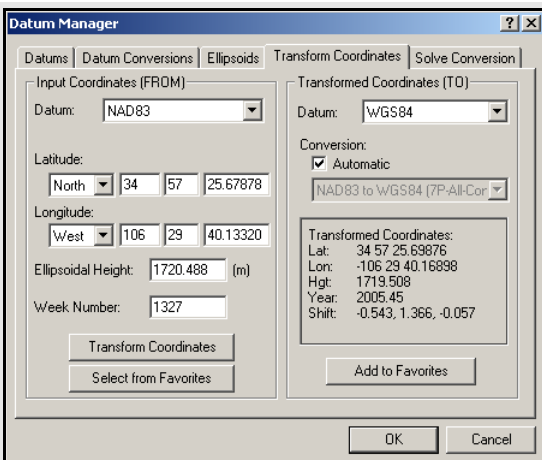 Datum Manager
Datums Datum Conversions Ellipsoids Transform Coordinates Solve Conversion
Input Coordinates (FROM)
Datum: NAD83
Latitude:
North 34 57 25.67878
Longitude:
West 106 29 40.13320
Ellipsoidal Height: 1720.488 (m)
Week Number: 1327
Transform Coordinates
Select from Favorites
Transformed Coordinates (TO)
Datum: WGS84
Conversion:
Automatic
NAD83 to WGS84 (7P-All-Cor
Transformed Coordinates:
Lat: 34 57 25.69876
Lon: -106 29 40.16898
Hgt: 1719.508
Year: 2005.45
Shift: -0.543, 1.366, -0.057
Add to Favorites
OK Cancel